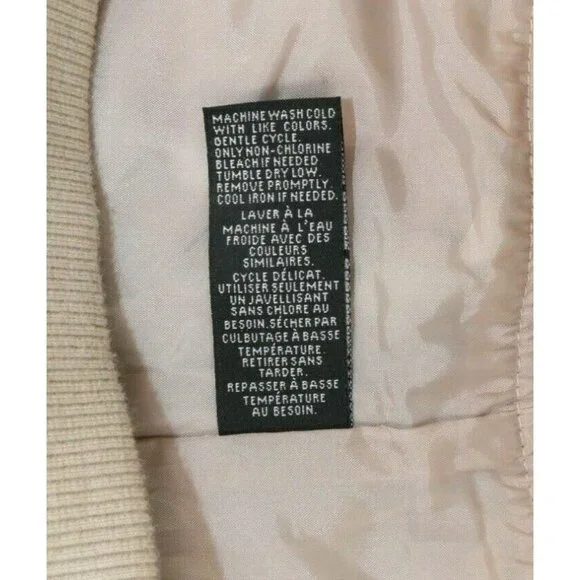 MACHINE WASH COLD
WITH LIKE COLORS.
GENTLE CYCLE.
ONLY NON-CHLORINE
BLEACH IF NEEDED
TUMBLE DRY LOW.
REMOVE PROMPTLY.
COOL IRON IF NEEDED.
LAVER À LA
MACHINE À L'EAU
FROIDE AVEC DES
COULEURS
SIMILAIRES.
CYCLE DÉLICAT.
UTILISER SEULEMENT
UN JAVELLISANT
SANS CHLORE AU
BESOIN. SÉCHER PAR
CULBUTAGE À BASSE
TEMPÉRATURE.
RETIRER SANS
TARDER.
REPASSER À BASSE
TEMPÉRATURE
AU BESOIN.